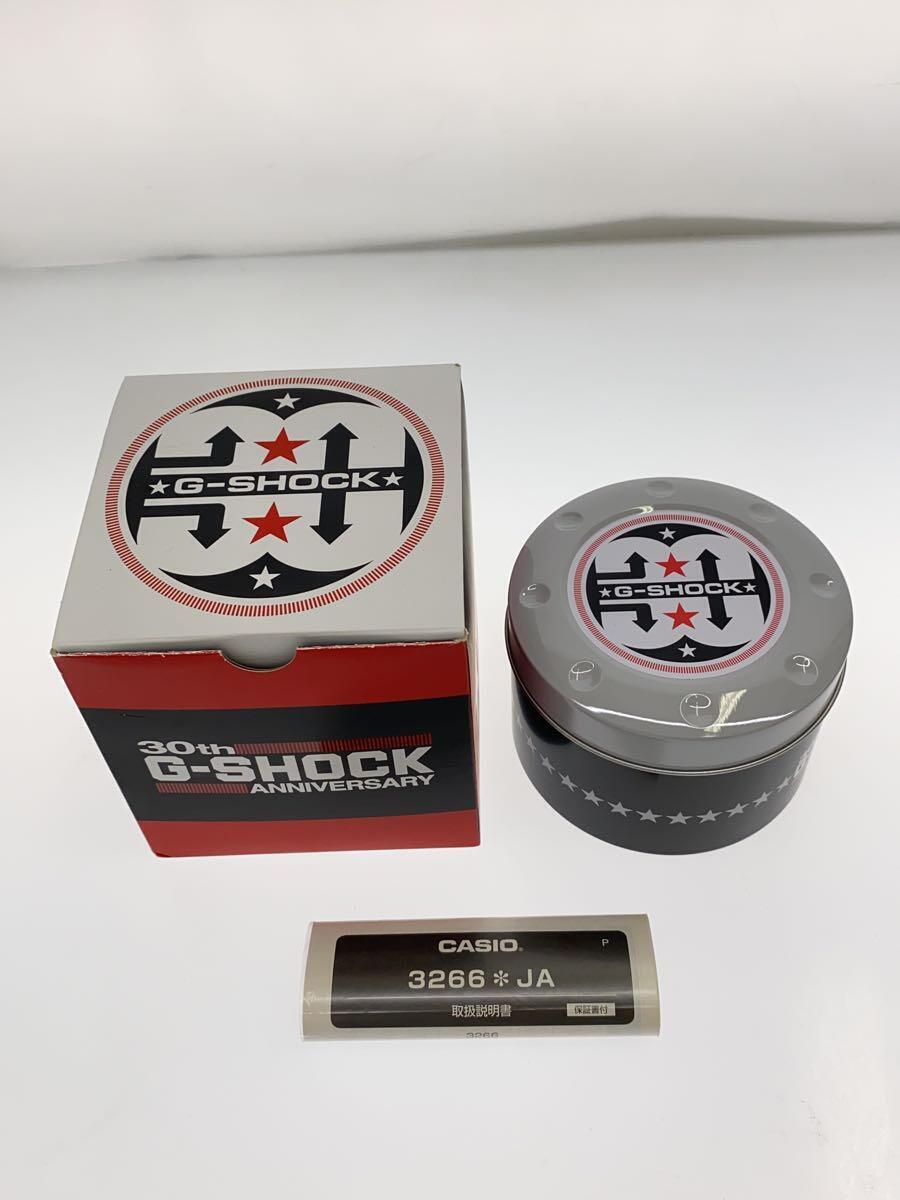 G-SHOCK
30th
G-SHOCK
ANNIVERSARY
G-SHOCK
CASIO®
P
3266＊JA
取扱説明書
保証書付
3266